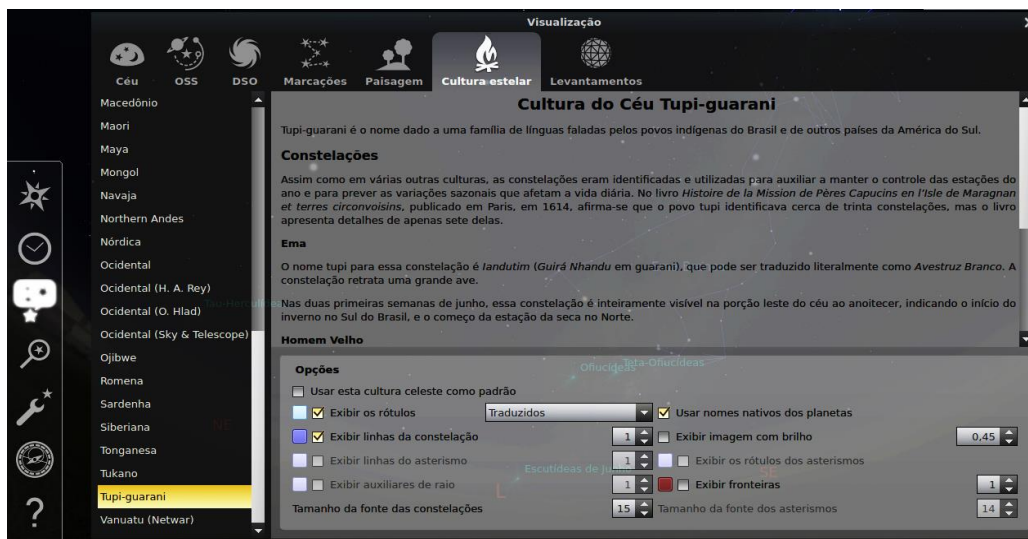 Visualização
Céu OSS DSO Marcações Paisagem Cultura estelar Levantamentos
Macedônio
Maori
Maya
Mongol
Navaja
Northern Andes
Nórdica
Ocidental
Ocidental (H. A. Rey)
Ocidental (O. Hlad)
Ocidental (Sky & Telescope)
Ojibwe
Romena
Sardenha
Siberiana
Tonganesa
Tukano
Tupi-guarani
Vanuatu (Netwar)
Cultura do Céu Tupi-guarani
Tupi-guarani é o nome dado a uma família de línguas faladas pelos povos indígenas do Brasil e de outros países da América do Sul.
Constelações
Assim como em várias outras culturas, as constelações eram identificadas e utilizadas para auxiliar a manter o controle das estações do
ano e para prever as variações sazonais que afetam a vida diária. No livro Histoire de la Mission de Pères Capucins en l'Isle de Maragnan
et terres circonvoisins, publicado em Paris, em 1614, afirma-se que o povo tupi identificava cerca de trinta constelações, mas o livro
apresenta detalhes de apenas sete delas.
Ema
O nome tupi para essa constelação é Iandutim (Guirá Nhandu em guarani), que pode ser traduzido literalmente como Avestruz Branco. A
constelação retrata uma grande ave.
Nas duas primeiras semanas de junho, essa constelação é inteiramente visível na porção leste do céu ao anoitecer, indicando o início do
inverno no Sul do Brasil, e o começo da estação da seca no Norte.
Homem Velho
Opções
Ofiucídeas
Teta-Ofiucídeas
Usar esta cultura celeste como padrão
Exibir os rótulos Traduzidos Usar nomes nativos dos planetas
Exibir linhas da constelação 1 Exibir imagem com brilho 0,45
Exibir linhas do asterismo 1 Exibir os rótulos dos asterismos
Escutídeas de junho
SE
NE
Exibir auxiliares de raio 1 Exibir fronteiras 1
L
Tamanho da fonte das constelações 15 Tamanho da fonte dos asterismos 14